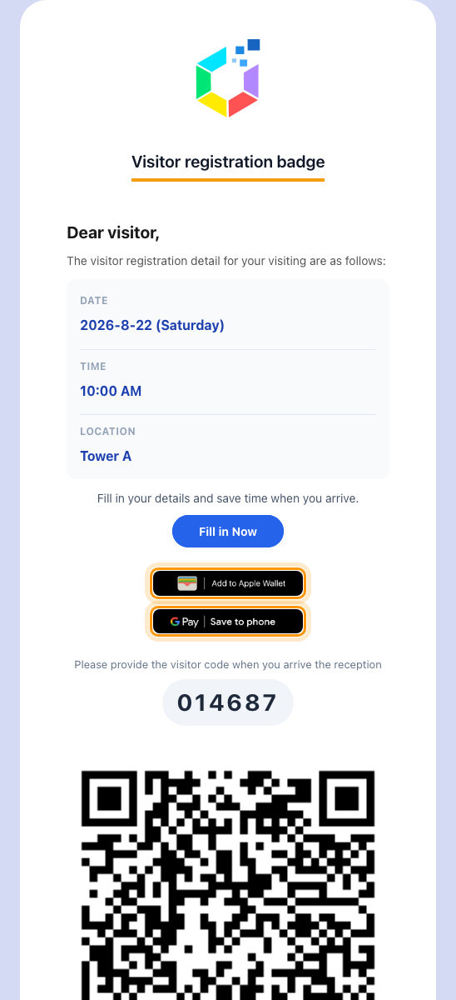 Visitor registration badge
Dear visitor,
The visitor registration detail for your visiting are as follows:
DATE
2026-8-22 (Saturday)
TIME
10:00 AM
LOCATION
Tower A
Fill in your details and save time when you arrive.
Fill in Now
Add to Apple Wallet
G Pay | Save to phone
Please provide the visitor code when you arrive the reception
014687